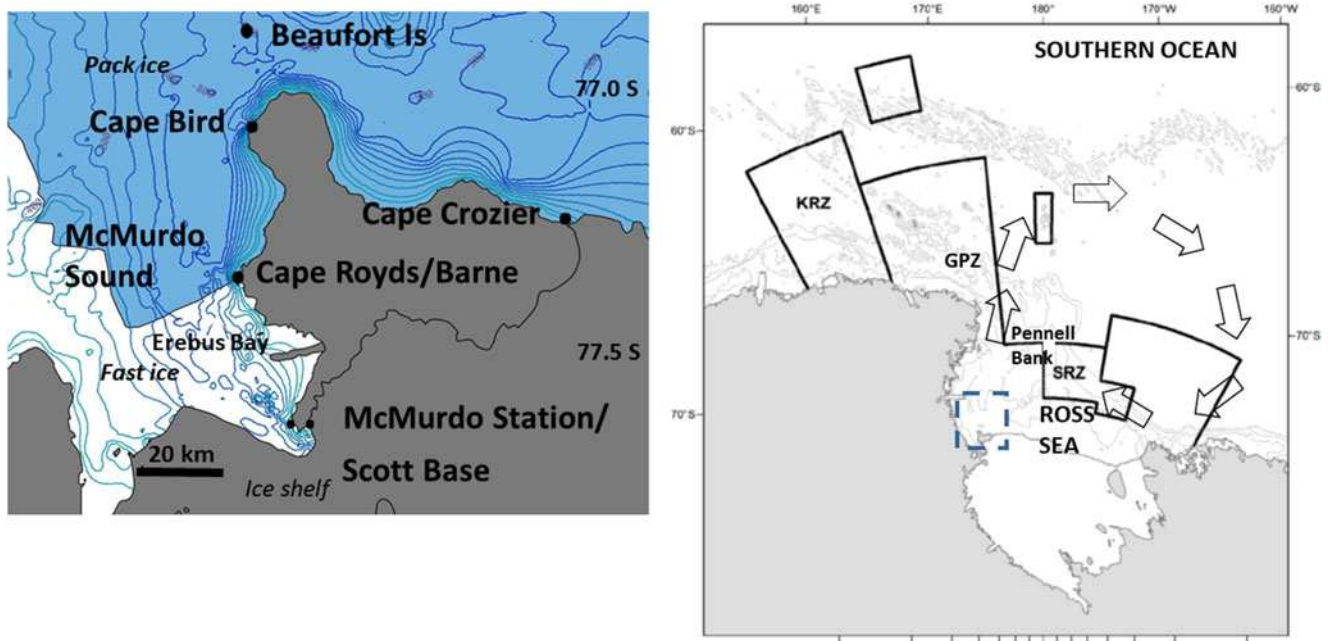 Beaufort Is
Pack ice
77.0 S
Cape Bird
Cape Crozier
McMurdo
Sound
Cape Royds/Barne
Erebus Bay
77.5 S
Fast ice
McMurdo Station/
Scott Base
20 km
Ice shelf
160°E
170°E
180°
170°W
160°W
SOUTHERN OCEAN
60°S
60°S
KRZ
GPZ
Pennell
Bank
70°S
SRZ
70°S
ROSS
SEA